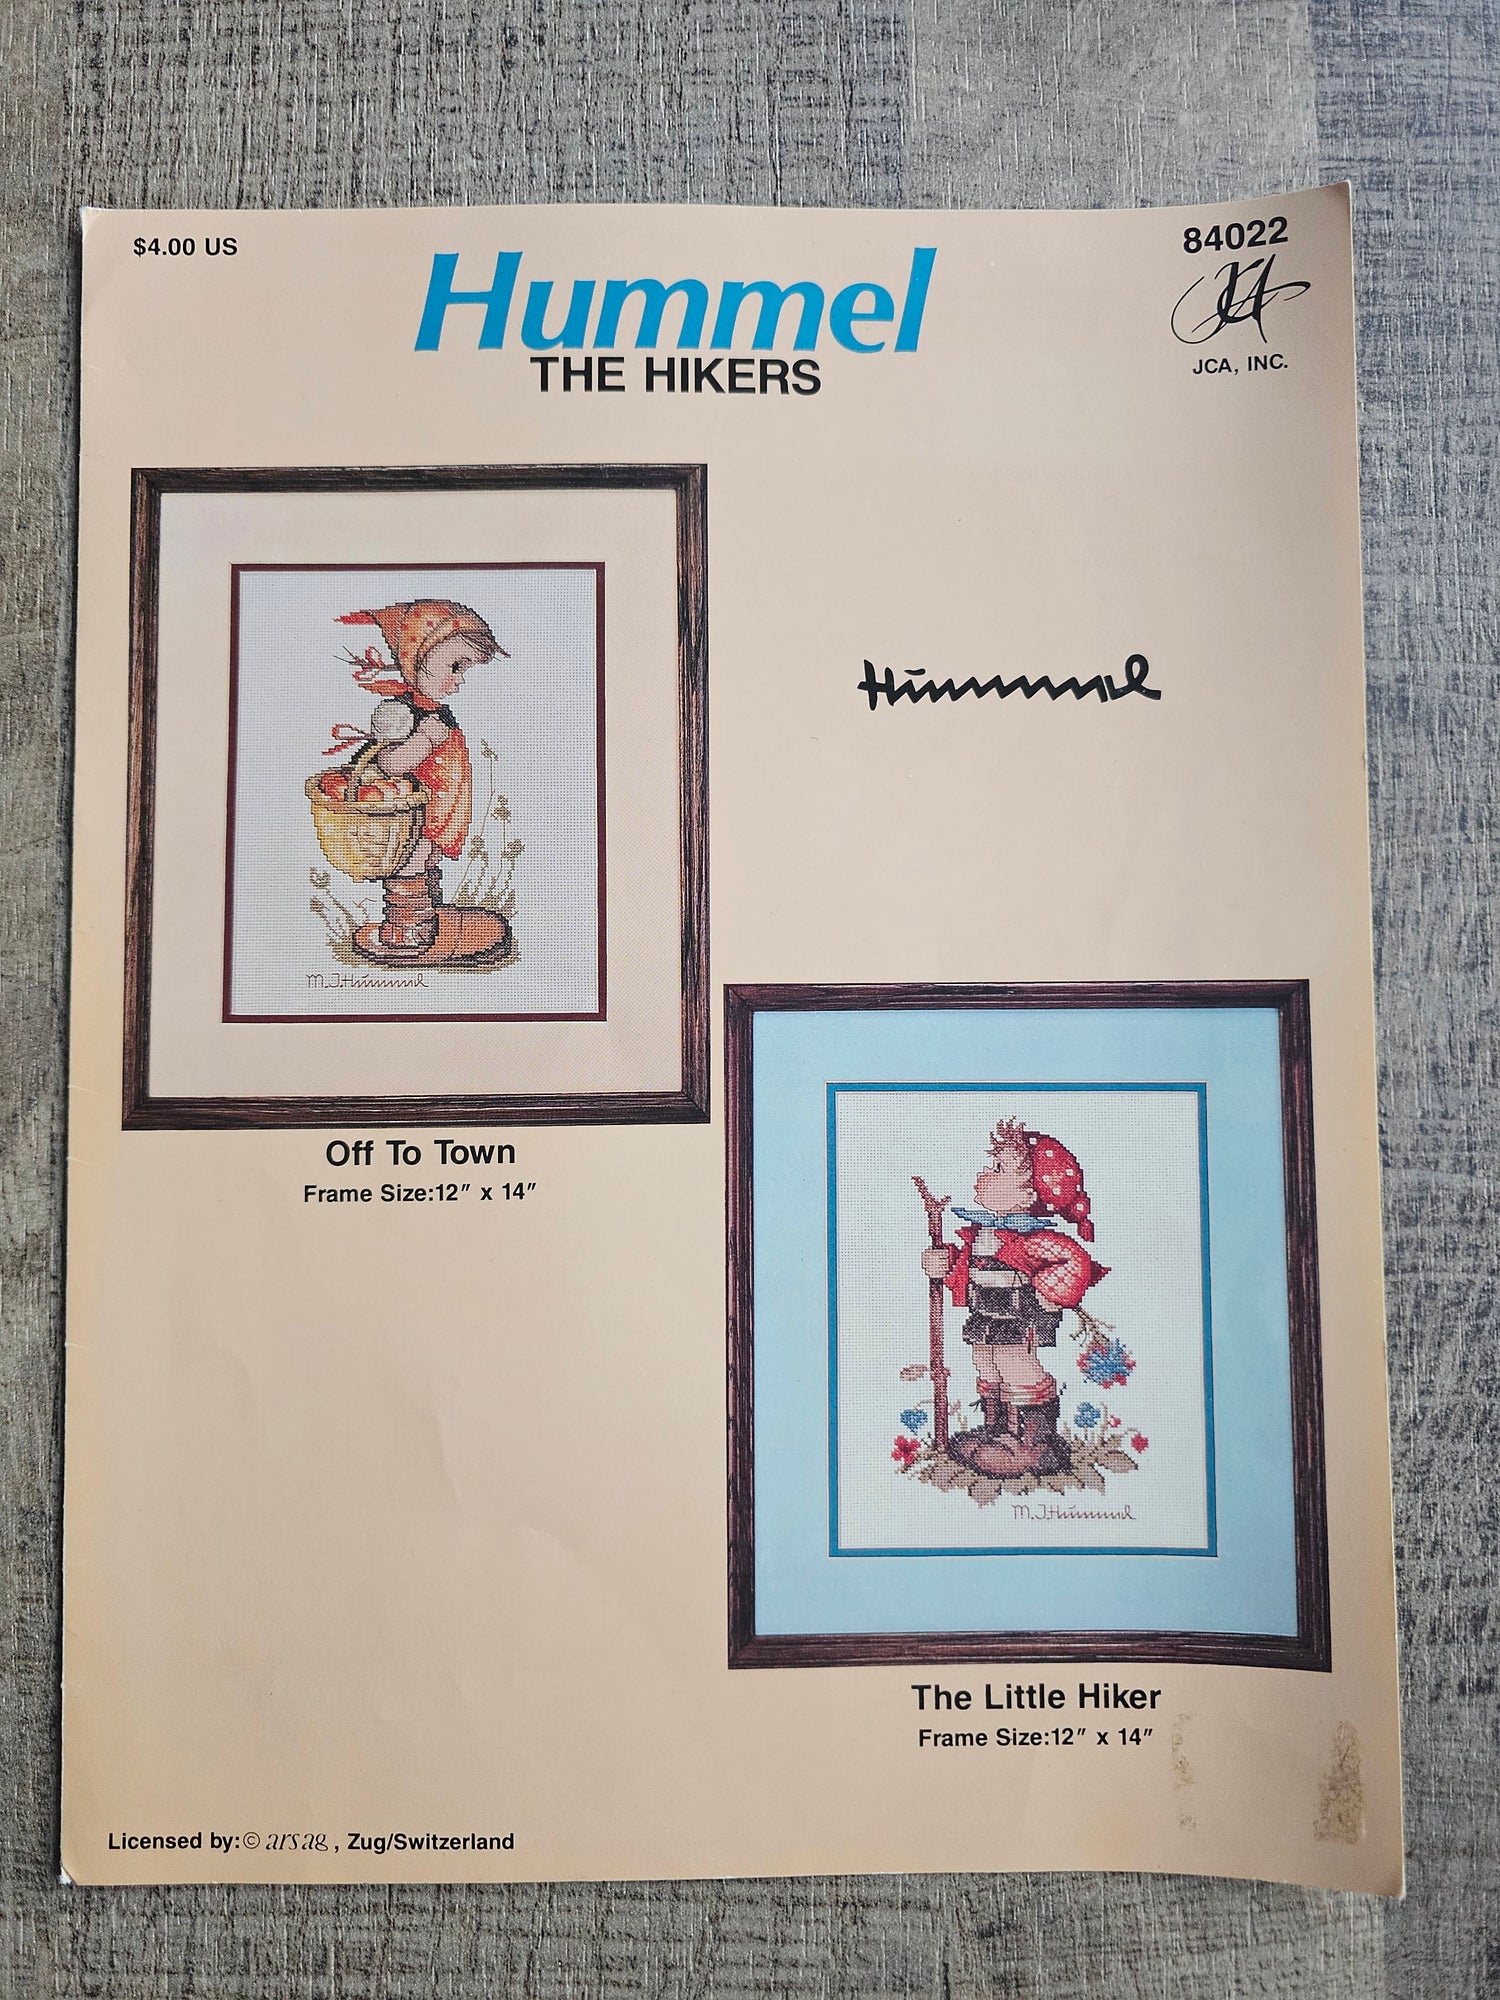 $4.00 US
84022
Hummel
THE HIKERS
JCA
JCA, INC.
Hummel
M.J.Hummel
Off To Town
Frame Size:12" x 14"
M.J.Hummel
The Little Hiker
Frame Size:12" x 14"
Licensed by:© arsag, Zug/Switzerland